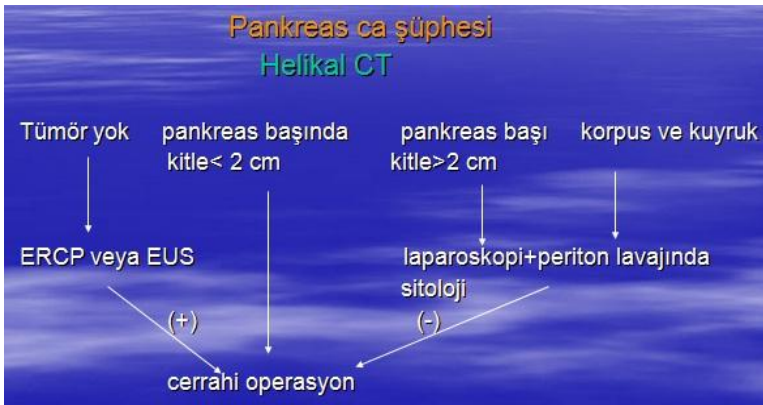 Pankreas ca şüphesi
Helikal CT
Tümör yok
pankreas başında
kitle< 2 cm
pankreas başı
kitle>2 cm
korpus ve kuyruk
ERCP veya EUS
laparoskopi+periton lavajında
sitoloji
(+)
(-)
cerrahi operasyon